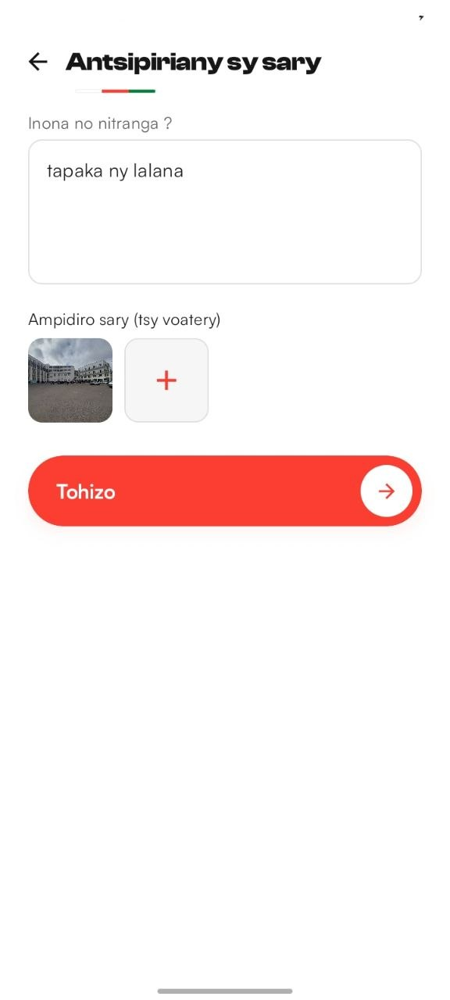 Antsipiriany sy sary
Inona no nitranga ?
tapaka ny lalana
Ampidiro sary (tsy voatery)
Tohizo